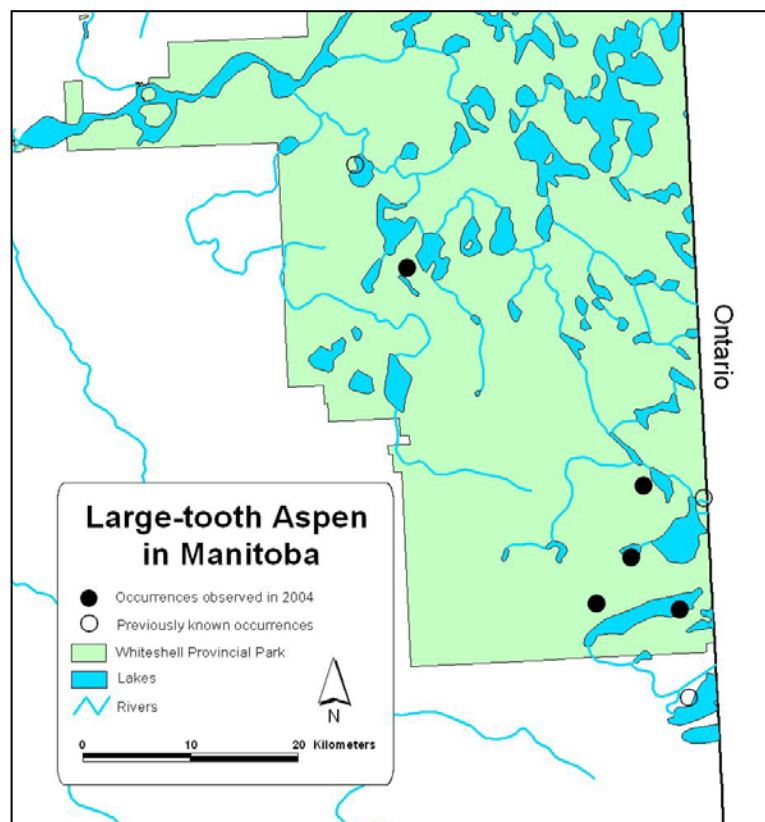 Ontario
Large-tooth Aspen
in Manitoba
Occurrences observed in 2004
Previously known occurrences
Whiteshell Provincial Park
Lakes
Rivers
N
0 10 20 Kilometers